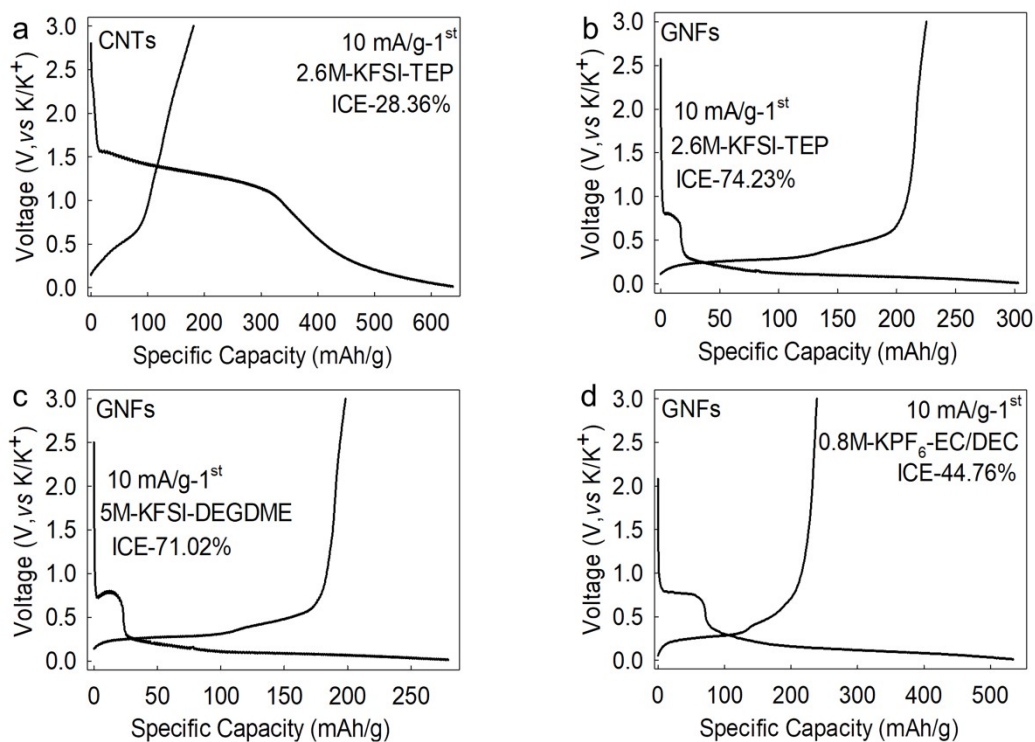 a
CNTs
10 mA/g-1st
2.6M-KFSI-TEP
ICE-28.36%
3.0
2.5
2.0
1.5
1.0
0.5
0.0
Voltage (V,vs K/K+)
0 100 200 300 400 500 600
Specific Capacity (mAh/g)
b
GNFs
10 mA/g-1st
2.6M-KFSI-TEP
ICE-74.23%
3.0
2.5
2.0
1.5
1.0
0.5
0.0
Voltage (V,vs K/K+)
0 50 100 150 200 250 300
Specific Capacity (mAh/g)
c
GNFs
10 mA/g-1st
5M-KFSI-DEGDME
ICE-71.02%
3.0
2.5
2.0
1.5
1.0
0.5
0.0
Voltage (V,vs K/K+)
0 50 100 150 200 250
Specific Capacity (mAh/g)
d
GNFs
10 mA/g-1st
0.8M-KPF6-EC/DEC
ICE-44.76%
3.0
2.5
2.0
1.5
1.0
0.5
0.0
Voltage (V,vs K/K+)
0 100 200 300 400 500
Specific Capacity (mAh/g)